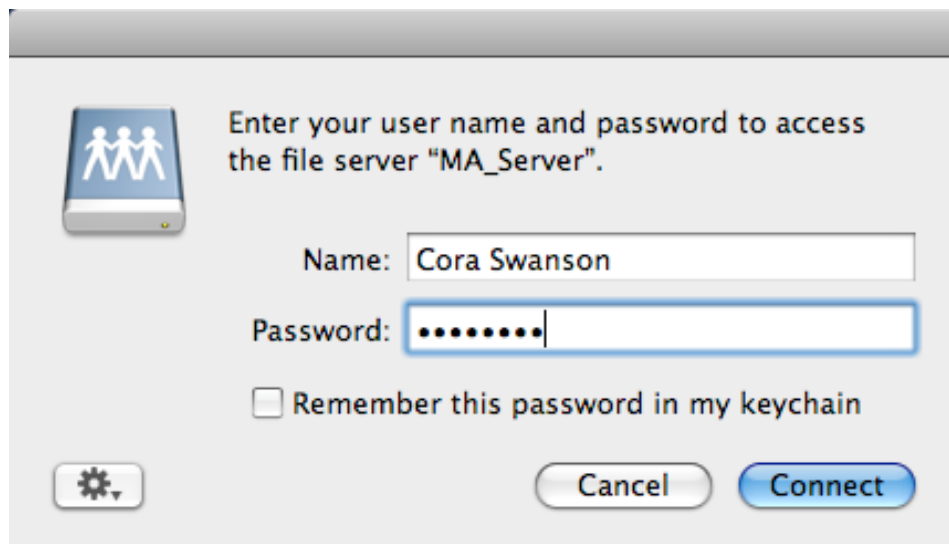 Enter your user name and password to access
the file server “MA_Server”.
Name: Cora Swanson
Password: ••••••••
Remember this password in my keychain
Cancel Connect